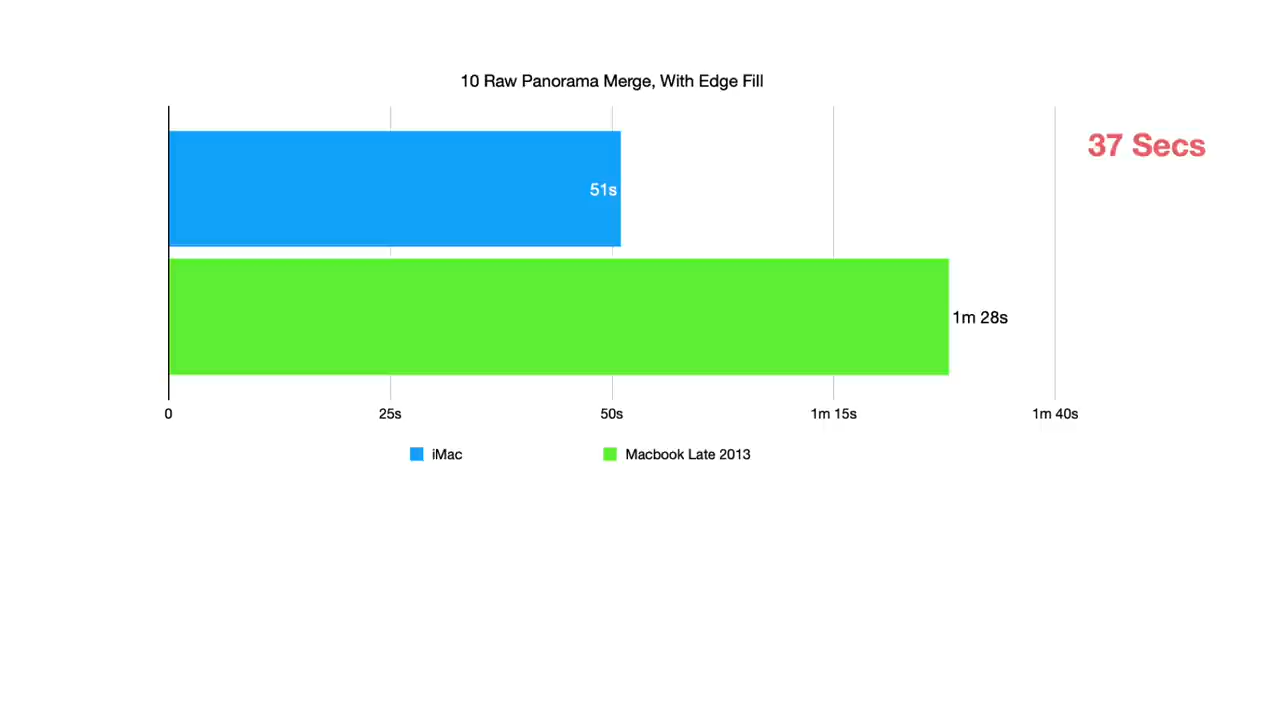 10 Raw Panorama Merge, With Edge Fill
37 Secs
51s
1m 28s
0 25s 50s 1m 15s 1m 40s
iMac Macbook Late 2013